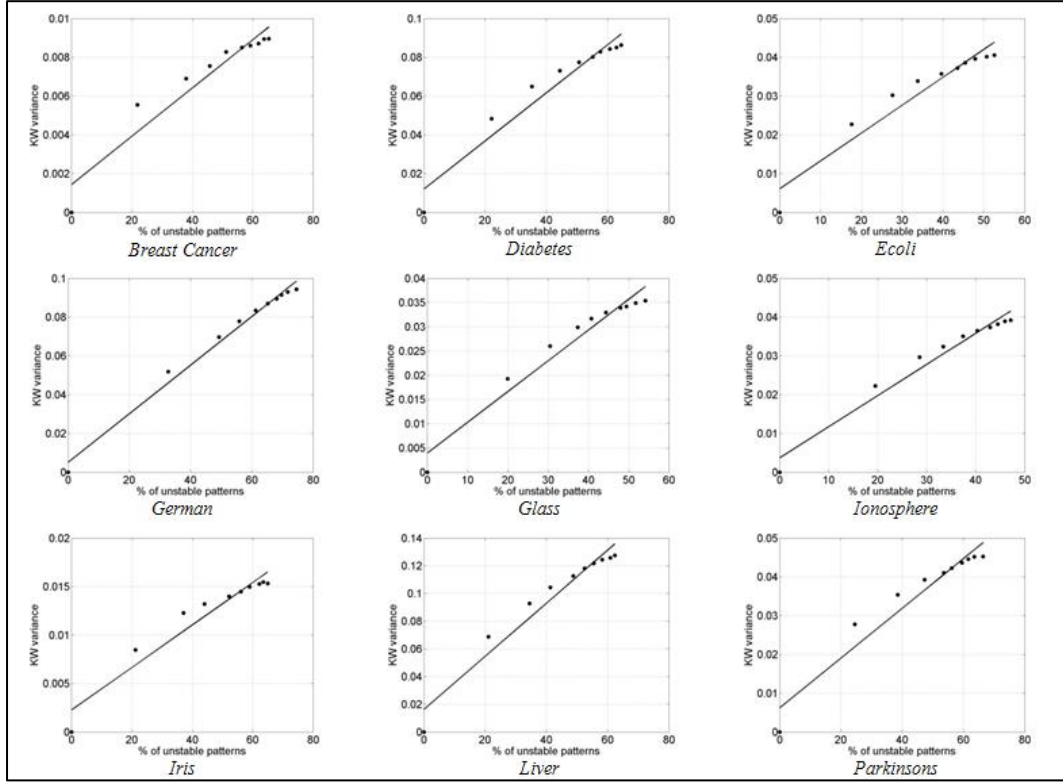 0.01
0.008
0.006
0.004
0.002
0
KW variance
0 20 40 60 80
% of unstable patterns
Breast Cancer
0.1
0.08
0.06
0.04
0.02
0
KW variance
0 20 40 60 80
% of unstable patterns
Diabetes
0.05
0.04
0.03
0.02
0.01
0
KW variance
0 10 20 30 40 50 60
% of unstable patterns
Ecoli
0.1
0.08
0.06
0.04
0.02
0
KW variance
0 20 40 60 80
% of unstable patterns
German
0.04
0.035
0.03
0.025
0.02
0.015
0.01
0.005
0
KW variance
0 10 20 30 40 50 60
% of unstable patterns
Glass
0.05
0.04
0.03
0.02
0.01
0
KW variance
0 10 20 30 40 50
% of unstable patterns
Ionosphere
0.02
0.015
0.01
0.005
0
KW variance
0 20 40 60 80
% of unstable patterns
Iris
0.14
0.12
0.1
0.08
0.06
0.04
0.02
0
KW variance
0 20 40 60 80
% of unstable patterns
Liver
0.05
0.04
0.03
0.02
0.01
0
KW variance
0 20 40 60 80
% of unstable patterns
Parkinsons